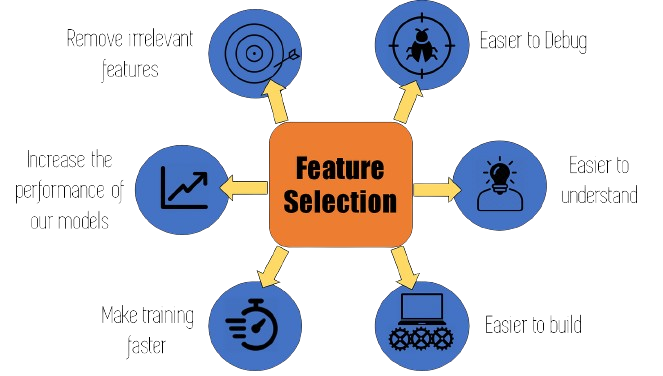 Remove irrelevant
features
Easier to Debug
Increase the
performance of
our models
Feature
Selection
Easier to
understand
Make training
faster
Easier to build